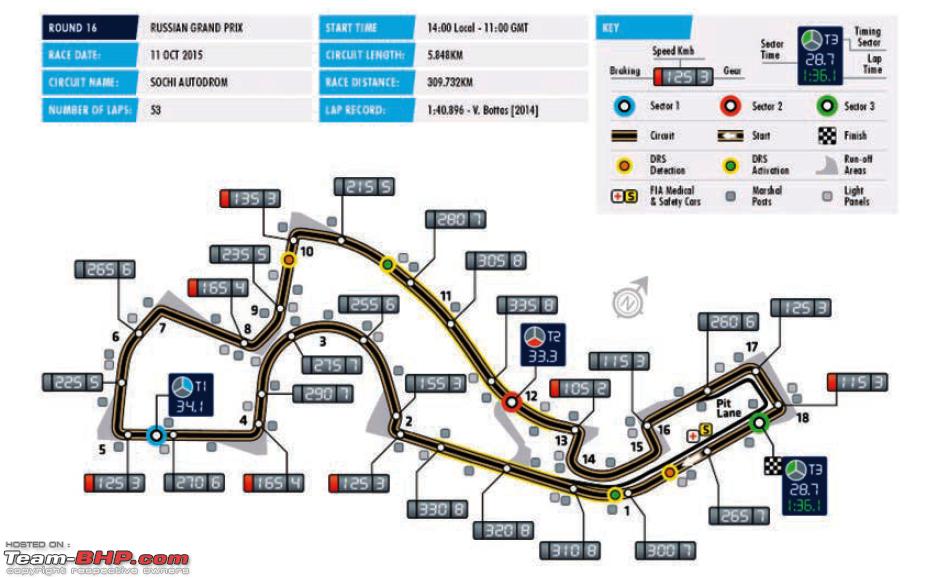 ROUND 16 RUSSIAN GRAND PRIX START TIME 14:00 Local - 11:00 GMT
RACE DATE: 11 OCT 2015 CIRCUIT LENGTH: 5.848KM
CIRCUIT NAME: SOCHI AUTODROM RACE DISTANCE: 309.732KM
NUMBER OF LAPS: 53 LAP RECORD: 1:40.896 - V. Bottas [2014]
KEY
Speed Kmh
Braking 125 3 Gear
Sector Time
T3
28.7
1:36.1
Timing Sector
Lap Time
Sector 1 Sector 2 Sector 3
Circuit Start Finish
DRS Detection DRS Activation Run-off Areas
S FIA Medical & Safety Cars Marshal Posts Light Panels
215 5
135 3
280 7
10
235 5
305 8
265 6
165 4
11
255 6
335 8
125 3
9
6
7
8
3
T2
33.3
260 6
17
275 7
115 3
225 5
T1
34.1
290 7
155 3
12
105 2
115 3
Pit Lane
18
4
2
13
16
S
5
15
14
T3
28.7
1:36.1
125 3
270 6
165 4
125 3
330 8
1
265 7
320 8
310 8
300 7
HOSTED ON :
Team-BHP.com
copyright respective owners